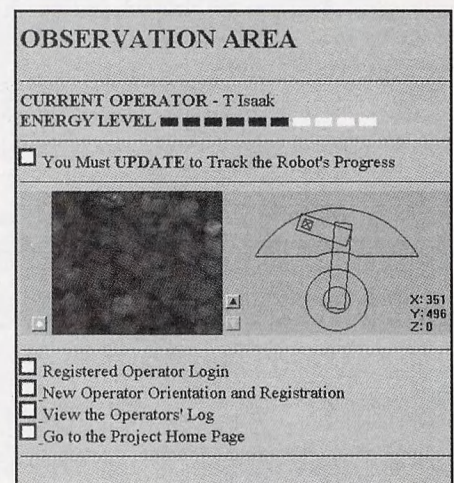 OBSERVATION AREA
CURRENT OPERATOR - T Isaak
ENERGY LEVEL
You Must UPDATE to Track the Robot's Progress
X: 351
Y: 496
Z: 0
Registered Operator Login
New Operator Orientation and Registration
View the Operators' Log
Go to the Project Home Page